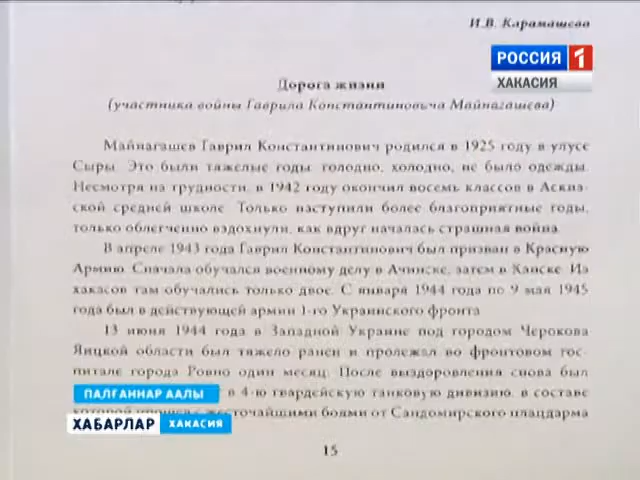 И.В. Карамашева
РОССИЯ 1
ХАКАСИЯ
Дорога жизни
(участника войны Гаврила Константиновича Майнагашева)
Майнагашев Гаврил Константинович родился в 1925 году в улусе
Сыры. Это были тяжелые годы: голодно, холодно, не было одежды.
Несмотря на трудности, в 1942 году окончил восемь классов в Аскиз-
ской средней школе. Только наступили более благоприятные годы,
только облегченно вздохнули, как вдруг началась страшная война.
В апреле 1943 года Гаврил Константинович был призван в Красную
Армию. Сначала обучался военному делу в Ачинске, затем в Канске. Из
хакасов там обучались только двое. С января 1944 года по 9 мая 1945
года был в действующей армии 1-го Украинского фронта.
13 июня 1944 года в Западной Украине под городом Черокова
Яицкой области был тяжело ранен и пролежал во фронтовом гос-
питале города Ровно один месяц. После выздоровления снова был
в 4-ю гвардейскую танковую дивизию, в составе
которой прошел с жесточайшими боями от Сандомирского плацдарма
ПАЛҒАННАР ААЛЫ
ХАБАРЛАР ХАКАСИЯ
15